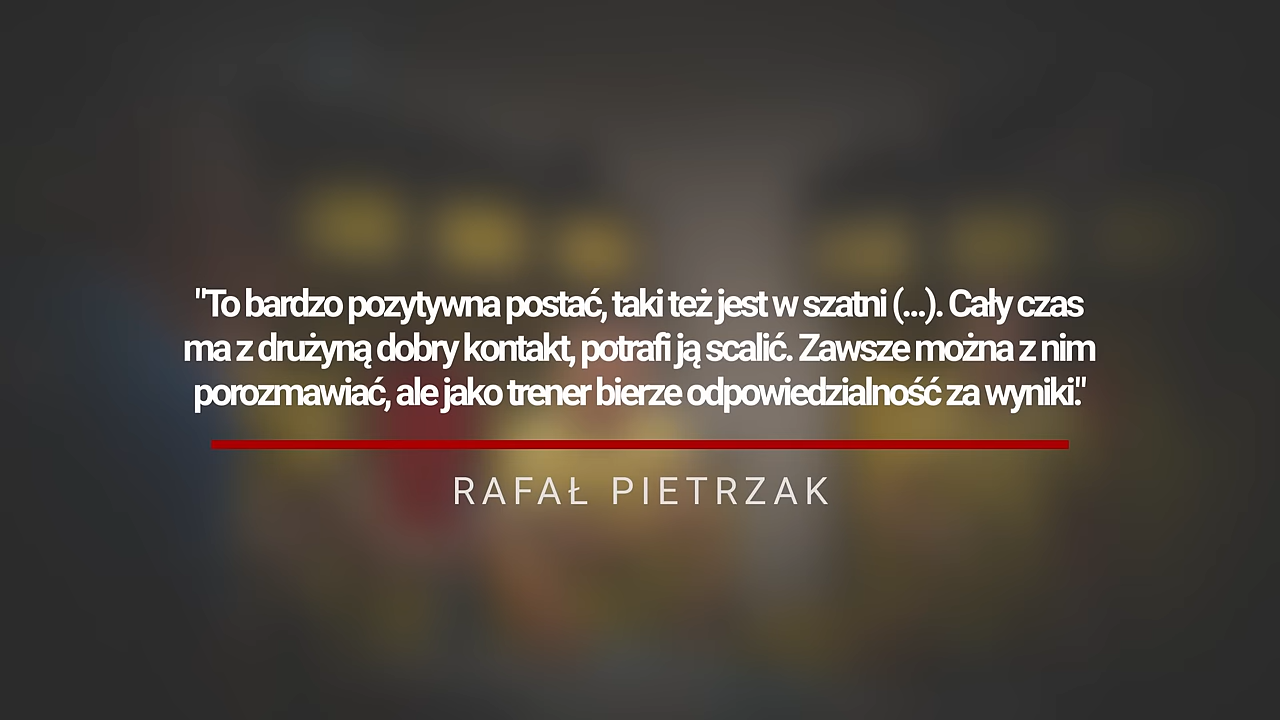 "To bardzo pozytywna postać, taki też jest w szatni (...). Cały czas
ma z drużyną dobry kontakt, potrafi ją scalić. Zawsze można z nim
porozmawiać, ale jako trener bierze odpowiedzialność za wyniki."
RAFAŁ PIETRZAK